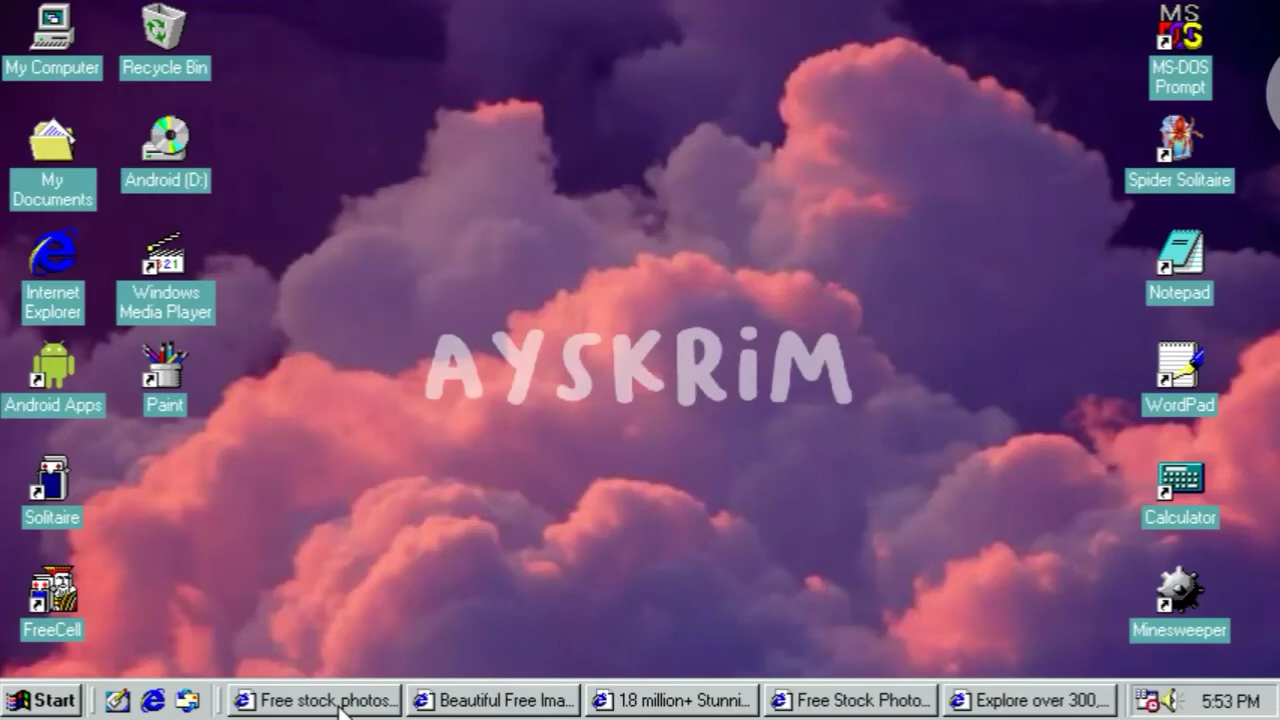 My Computer
Recycle Bin
My
Documents
Android (D:)
Internet
Explorer
Windows
Media Player
Android Apps
Paint
Solitaire
FreeCell
AYSKRiM
MS
DOS
MS-DOS
Prompt
Spider Solitaire
Notepad
WordPad
Calculator
Minesweeper
Start
Free stock photos...
Beautiful Free Ima...
1.8 million+ Stunni...
Free Stock Photo...
Explore over 300,...
5:53 PM